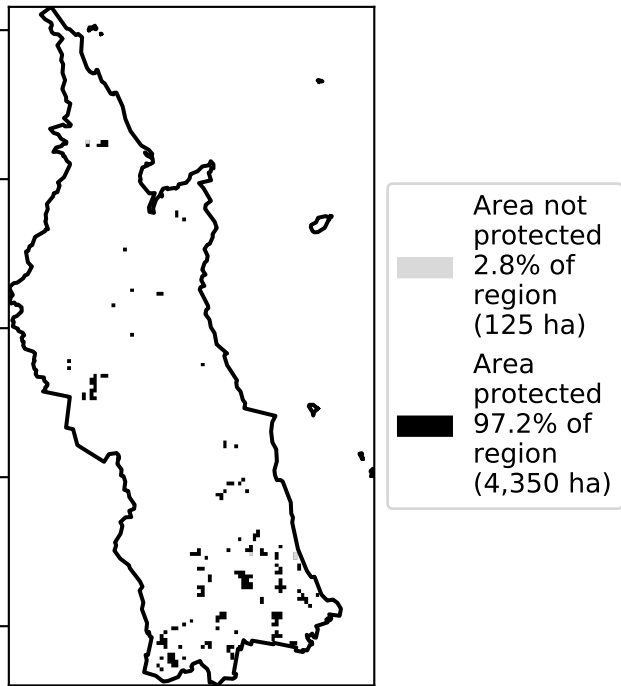 Area not
protected
2.8% of
region
(125 ha)
Area
protected
97.2% of
region
(4,350 ha)